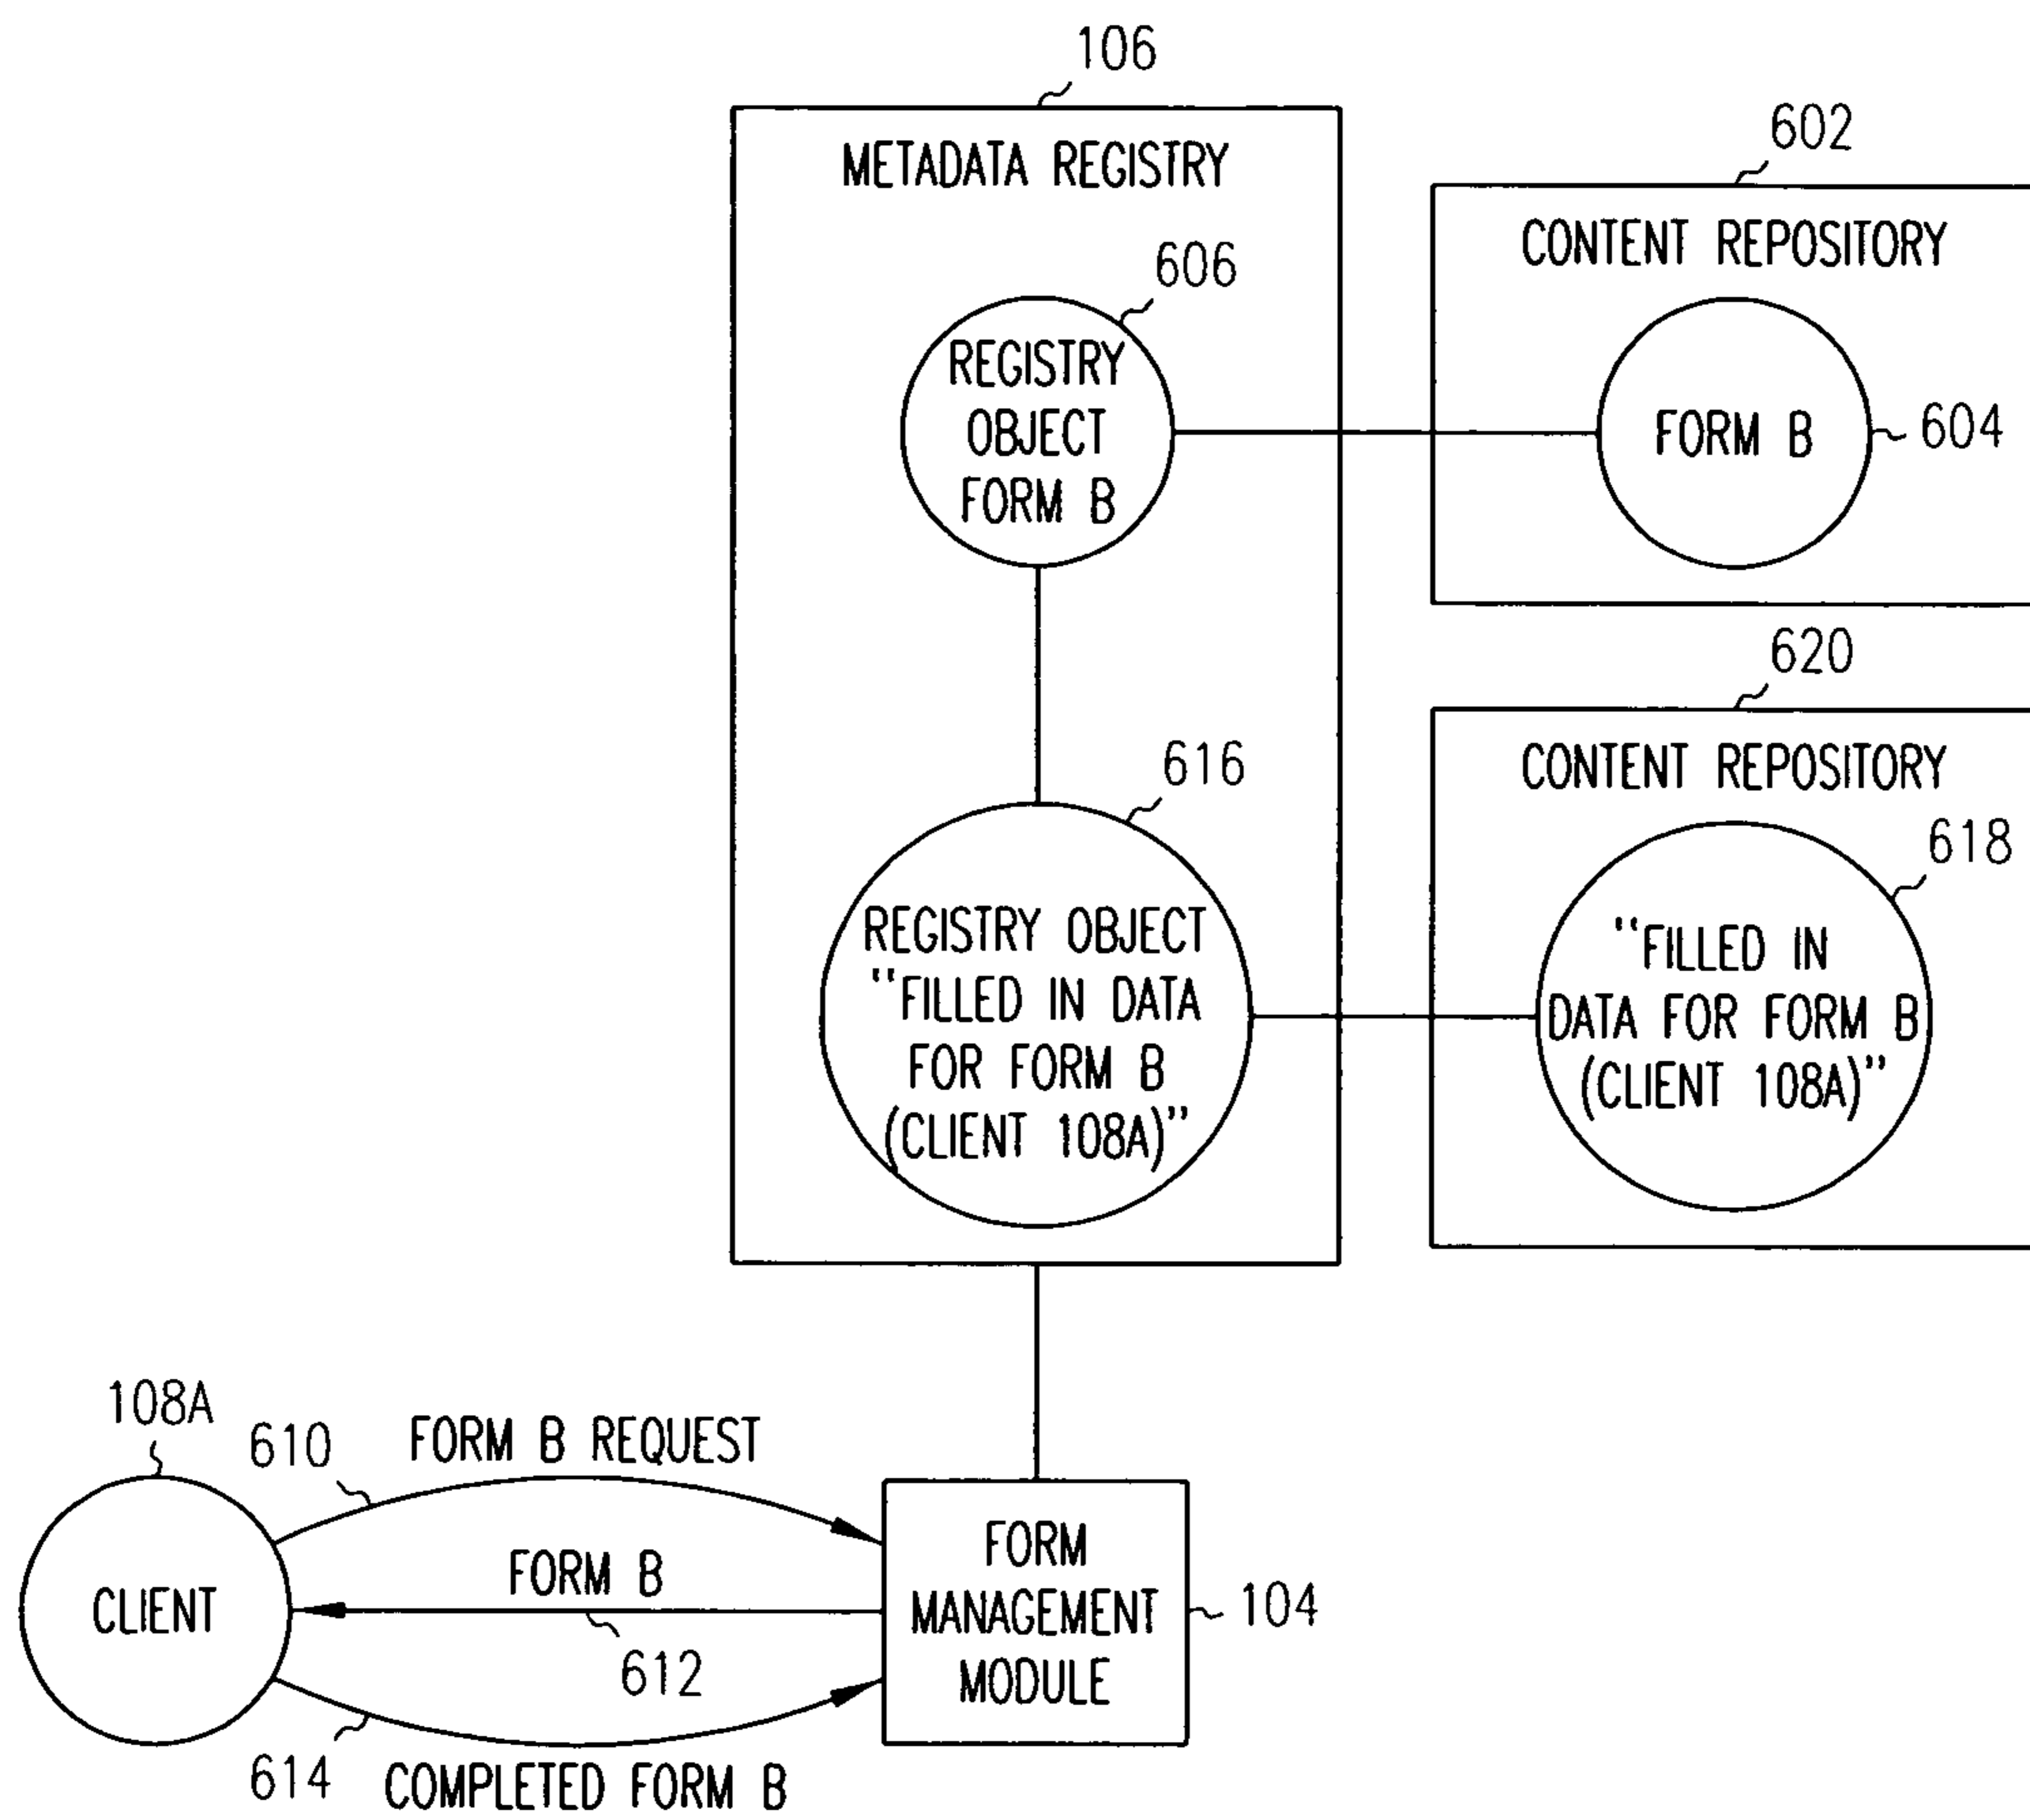 106
METADATA REGISTRY
602
CONTENT REPOSITORY
606
REGISTRY
OBJECT
FORM B
FORM B
604
620
CONTENT REPOSITORY
616
618
REGISTRY OBJECT
"FILLED IN DATA
FOR FORM B
(CLIENT 108A)"
"FILLED IN
DATA FOR FORM B
(CLIENT 108A)"
108A
610
FORM B REQUEST
CLIENT
FORM B
612
FORM
MANAGEMENT
MODULE
104
614
COMPLETED FORM B